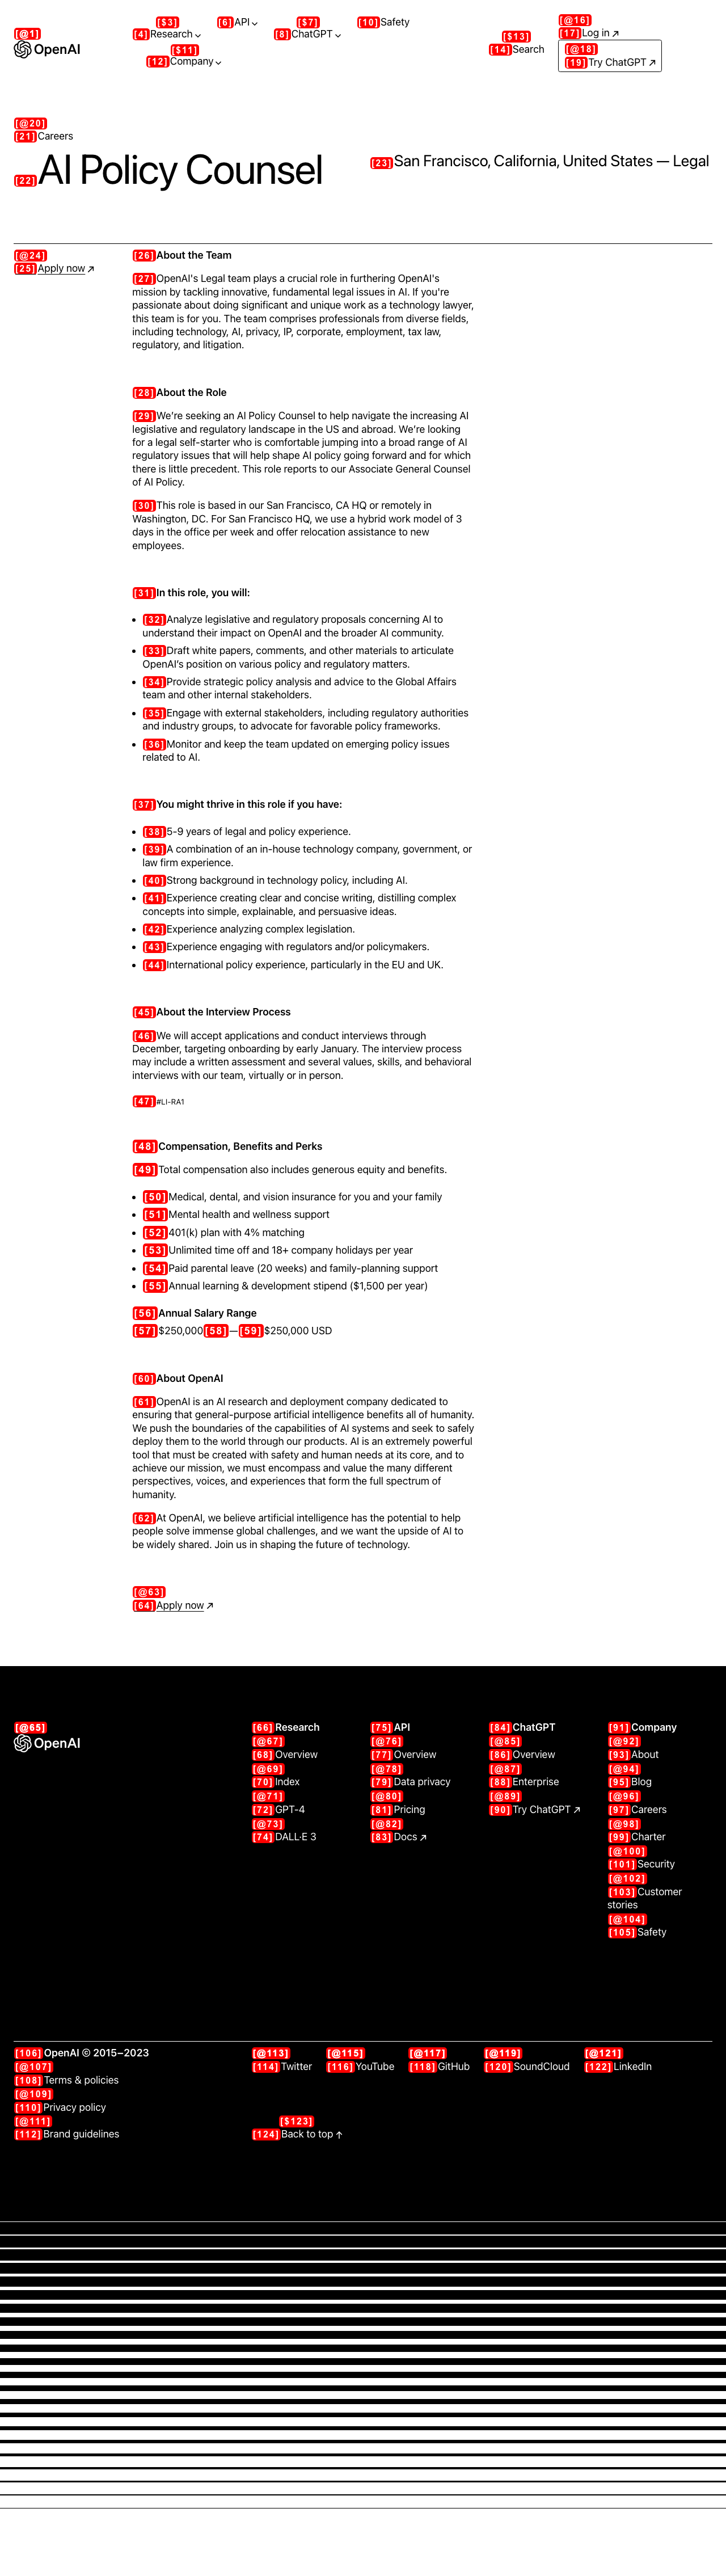 [@1]
OpenAI
[$3]
[4]Research
[6]API
[$7]
[8]ChatGPT
[10]Safety
[$11]
[12]Company
[$13]
[14]Search
[@16]
[17]Log in ↗
[@18]
[19]Try ChatGPT ↗
[@20]
[21]Careers
[22]AI Policy Counsel
[23]San Francisco, California, United States — Legal
[@24]
[25]Apply now ↗
[26]About the Team
[27]OpenAI's Legal team plays a crucial role in furthering OpenAI's
mission by tackling innovative, fundamental legal issues in AI. If you're
passionate about doing significant and unique work as a technology lawyer,
this team is for you. The team comprises professionals from diverse fields,
including technology, AI, privacy, IP, corporate, employment, tax law,
regulatory, and litigation.
[28]About the Role
[29]We're seeking an AI Policy Counsel to help navigate the increasing AI
legislative and regulatory landscape in the US and abroad. We're looking
for a legal self-starter who is comfortable jumping into a broad range of AI
regulatory issues that will help shape AI policy going forward and for which
there is little precedent. This role reports to our Associate General Counsel
of AI Policy.
[30]This role is based in our San Francisco, CA HQ or remotely in
Washington, DC. For San Francisco HQ, we use a hybrid work model of 3
days in the office per week and offer relocation assistance to new
employees.
[31]In this role, you will:
• [32]Analyze legislative and regulatory proposals concerning AI to
understand their impact on OpenAI and the broader AI community.
• [33]Draft white papers, comments, and other materials to articulate
OpenAI's position on various policy and regulatory matters.
• [34]Provide strategic policy analysis and advice to the Global Affairs
team and other internal stakeholders.
• [35]Engage with external stakeholders, including regulatory authorities
and industry groups, to advocate for favorable policy frameworks.
• [36]Monitor and keep the team updated on emerging policy issues
related to AI.
[37]You might thrive in this role if you have:
• [38]5-9 years of legal and policy experience.
• [39]A combination of an in-house technology company, government, or
law firm experience.
• [40]Strong background in technology policy, including AI.
• [41]Experience creating clear and concise writing, distilling complex
concepts into simple, explainable, and persuasive ideas.
• [42]Experience analyzing complex legislation.
• [43]Experience engaging with regulators and/or policymakers.
• [44]International policy experience, particularly in the EU and UK.
[45]About the Interview Process
[46]We will accept applications and conduct interviews through
December, targeting onboarding by early January. The interview process
may include a written assessment and several values, skills, and behavioral
interviews with our team, virtually or in person.
[47]#LI-RA1
[48]Compensation, Benefits and Perks
[49]Total compensation also includes generous equity and benefits.
• [50]Medical, dental, and vision insurance for you and your family
• [51]Mental health and wellness support
• [52]401(k) plan with 4% matching
• [53]Unlimited time off and 18+ company holidays per year
• [54]Paid parental leave (20 weeks) and family-planning support
• [55]Annual learning & development stipend ($1,500 per year)
[56]Annual Salary Range
[57]$250,000[58]—[59]$250,000 USD
[60]About OpenAI
[61]OpenAI is an AI research and deployment company dedicated to
ensuring that general-purpose artificial intelligence benefits all of humanity.
We push the boundaries of the capabilities of AI systems and seek to safely
deploy them to the world through our products. AI is an extremely powerful
tool that must be created with safety and human needs at its core, and to
achieve our mission, we must encompass and value the many different
perspectives, voices, and experiences that form the full spectrum of
humanity.
[62]At OpenAI, we believe artificial intelligence has the potential to help
people solve immense global challenges, and we want the upside of AI to
be widely shared. Join us in shaping the future of technology.
[@63]
[64]Apply now ↗
[@65]
OpenAI
[66]Research
[@67]
[68]Overview
[@69]
[70]Index
[@71]
[72]GPT-4
[@73]
[74]DALL·E 3
[75]API
[@76]
[77]Overview
[@78]
[79]Data privacy
[@80]
[81]Pricing
[@82]
[83]Docs ↗
[84]ChatGPT
[@85]
[86]Overview
[@87]
[88]Enterprise
[@89]
[90]Try ChatGPT ↗
[91]Company
[@92]
[93]About
[@94]
[95]Blog
[@96]
[97]Careers
[@98]
[99]Charter
[@100]
[101]Security
[@102]
[103]Customer
stories
[@104]
[105]Safety
[106]OpenAI © 2015–2023
[@107]
[108]Terms & policies
[@109]
[110]Privacy policy
[@111]
[112]Brand guidelines
[@113]
[114]Twitter
[@115]
[116]YouTube
[@117]
[118]GitHub
[@119]
[120]SoundCloud
[@121]
[122]LinkedIn
[$123]
[124]Back to top ↑